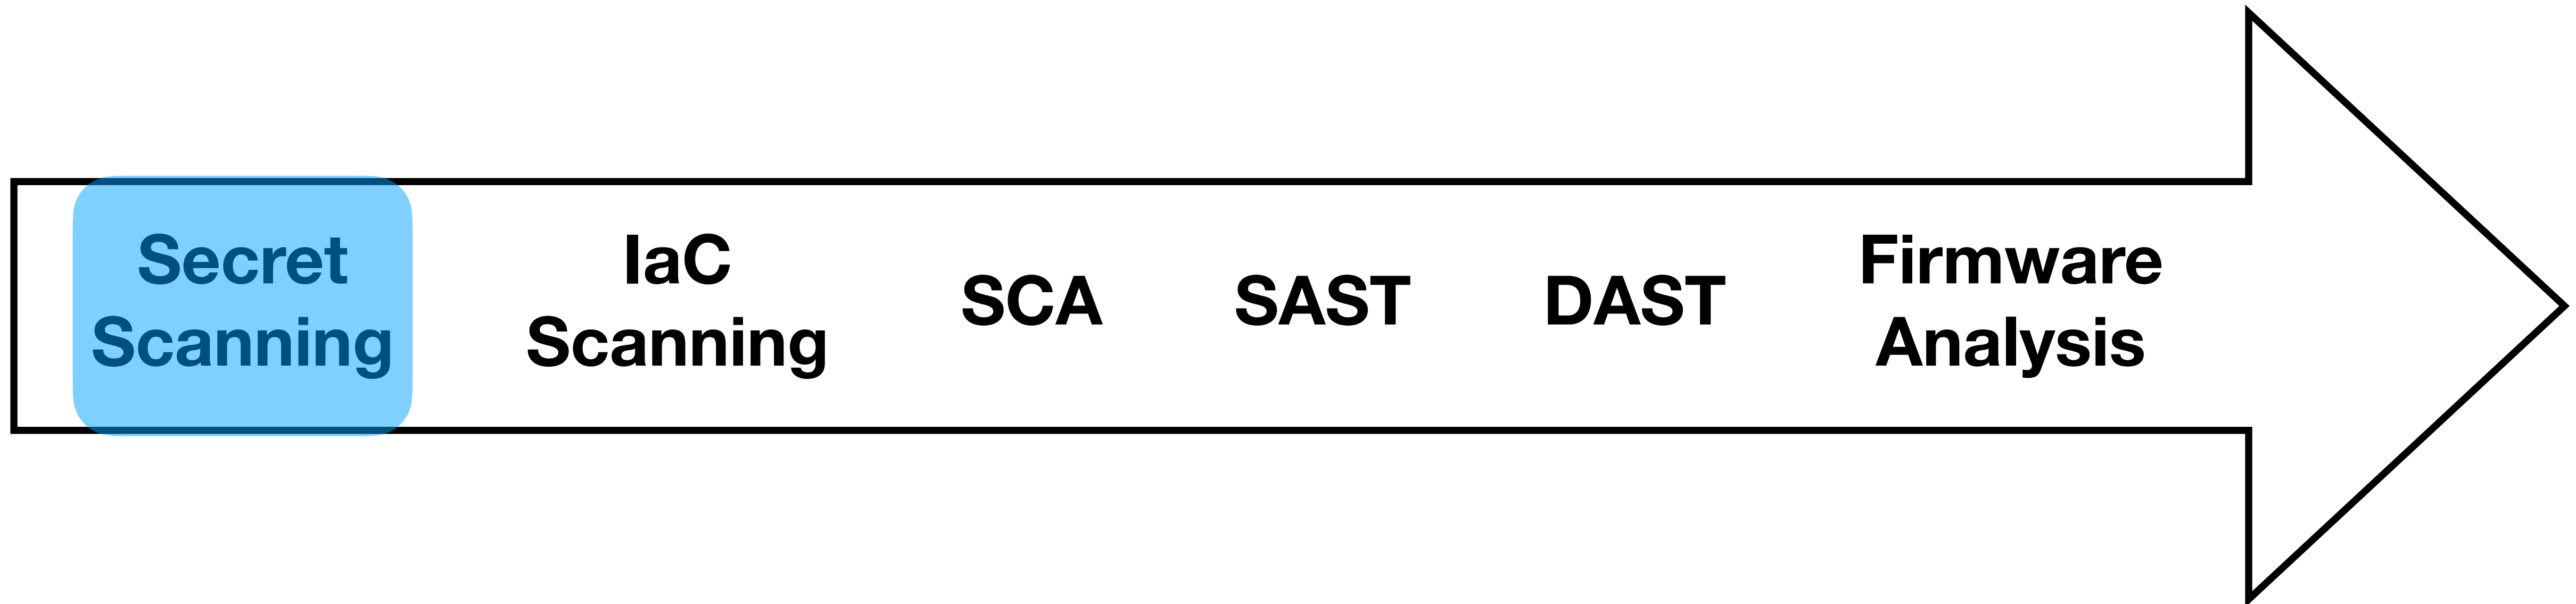 Secret
Scanning
IaC
Scanning
SCA
SAST
DAST
Firmware
Analysis